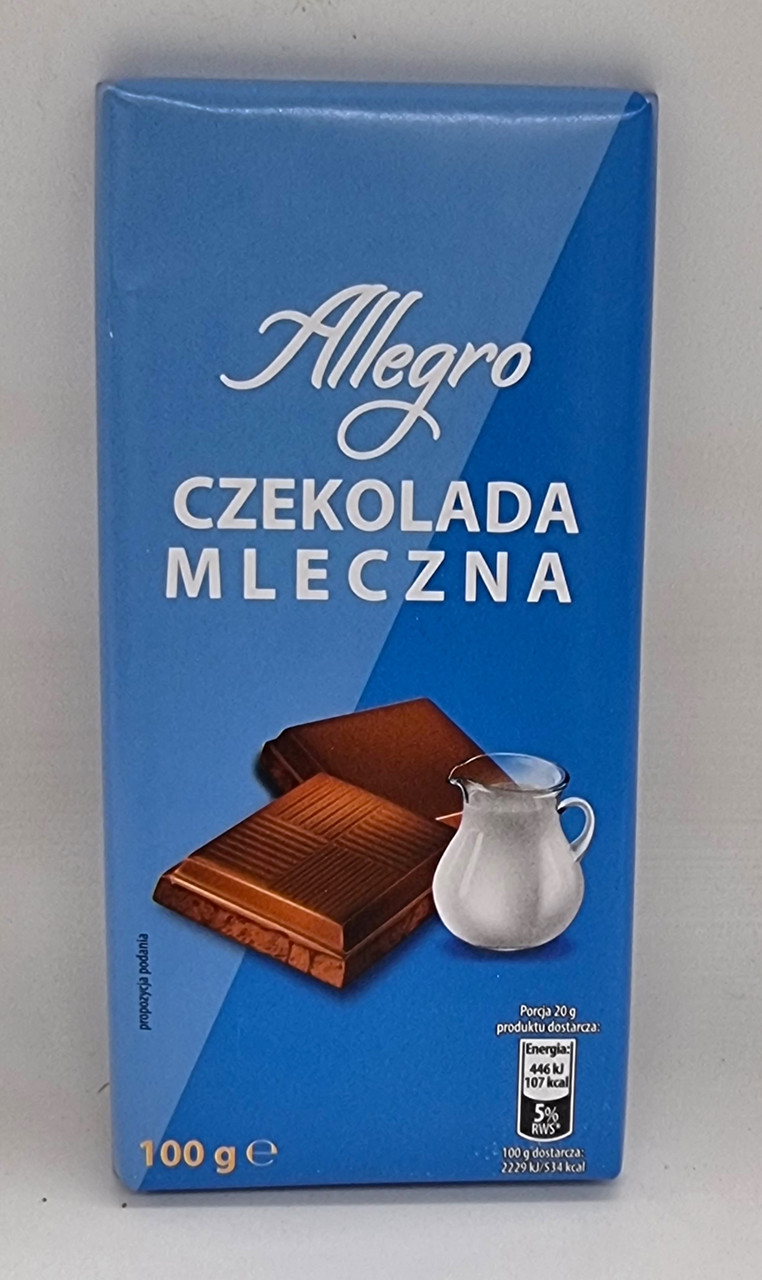 Allegro
CZEKOLADA
MLECZNA
propozycja podania
Porcja 20 g
produktu dostarcza:
Energia:
446 kJ
107 kcal
5%
RWS*
100 g dostarcza:
2229 kJ/534 kcal
100 g ℮